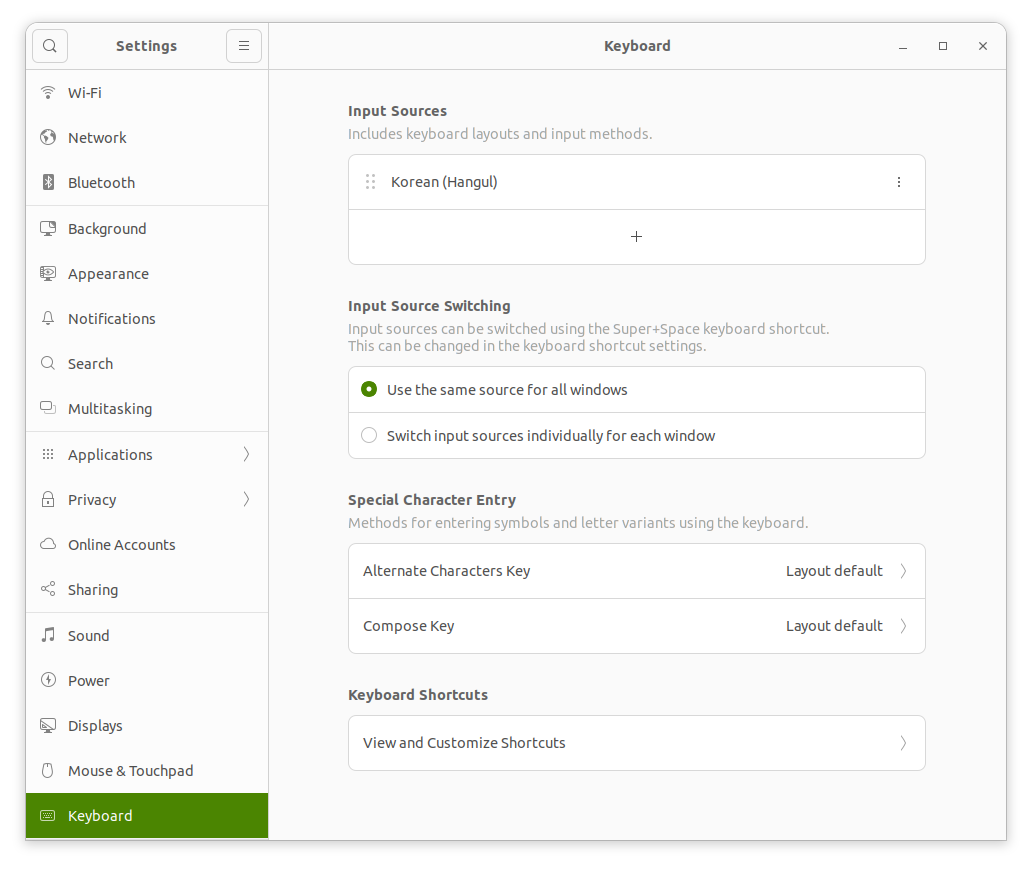 Settings
Keyboard
Wi-Fi
Network
Bluetooth
Background
Appearance
Notifications
Search
Multitasking
Applications
Privacy
Online Accounts
Sharing
Sound
Power
Displays
Mouse & Touchpad
Keyboard
Input Sources
Includes keyboard layouts and input methods.
Korean (Hangul)
Input Source Switching
Input sources can be switched using the Super+Space keyboard shortcut.
This can be changed in the keyboard shortcut settings.
Use the same source for all windows
Switch input sources individually for each window
Special Character Entry
Methods for entering symbols and letter variants using the keyboard.
Alternate Characters Key Layout default
Compose Key Layout default
Keyboard Shortcuts
View and Customize Shortcuts